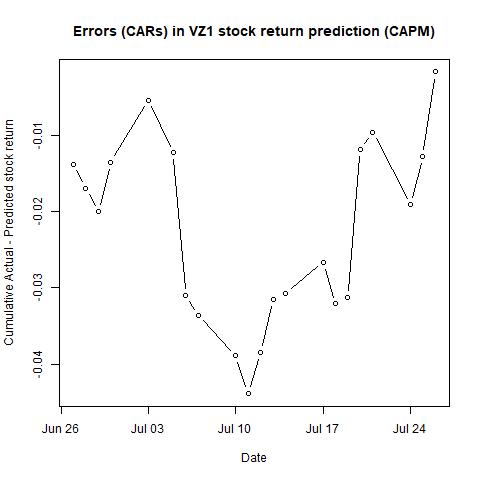 Errors (CARs) in VZ1 stock return prediction (CAPM)
Cumulative Actual - Predicted stock return
-0.01
-0.02
-0.03
-0.04
Jun 26
Jul 03
Jul 10
Jul 17
Jul 24
Date